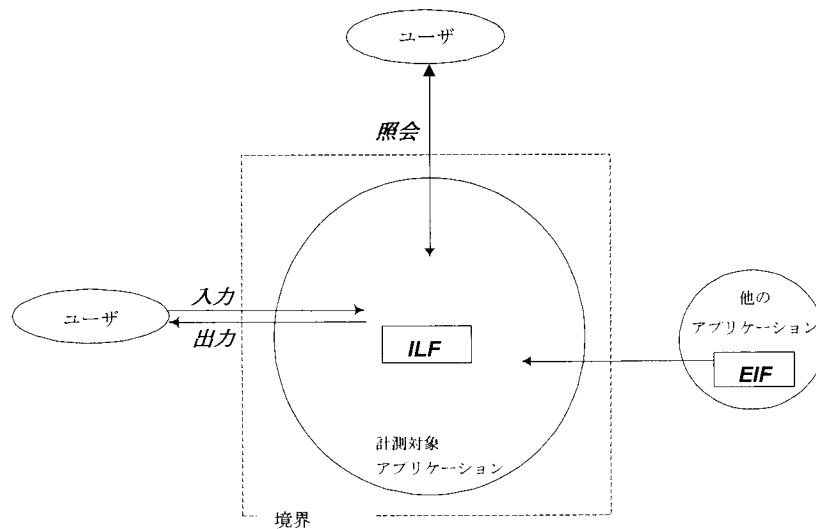 ユーザ
照会
ユーザ
入力
出力
ILF
他の
アプリケーション
EIF
計測対象
アプリケーション
境界